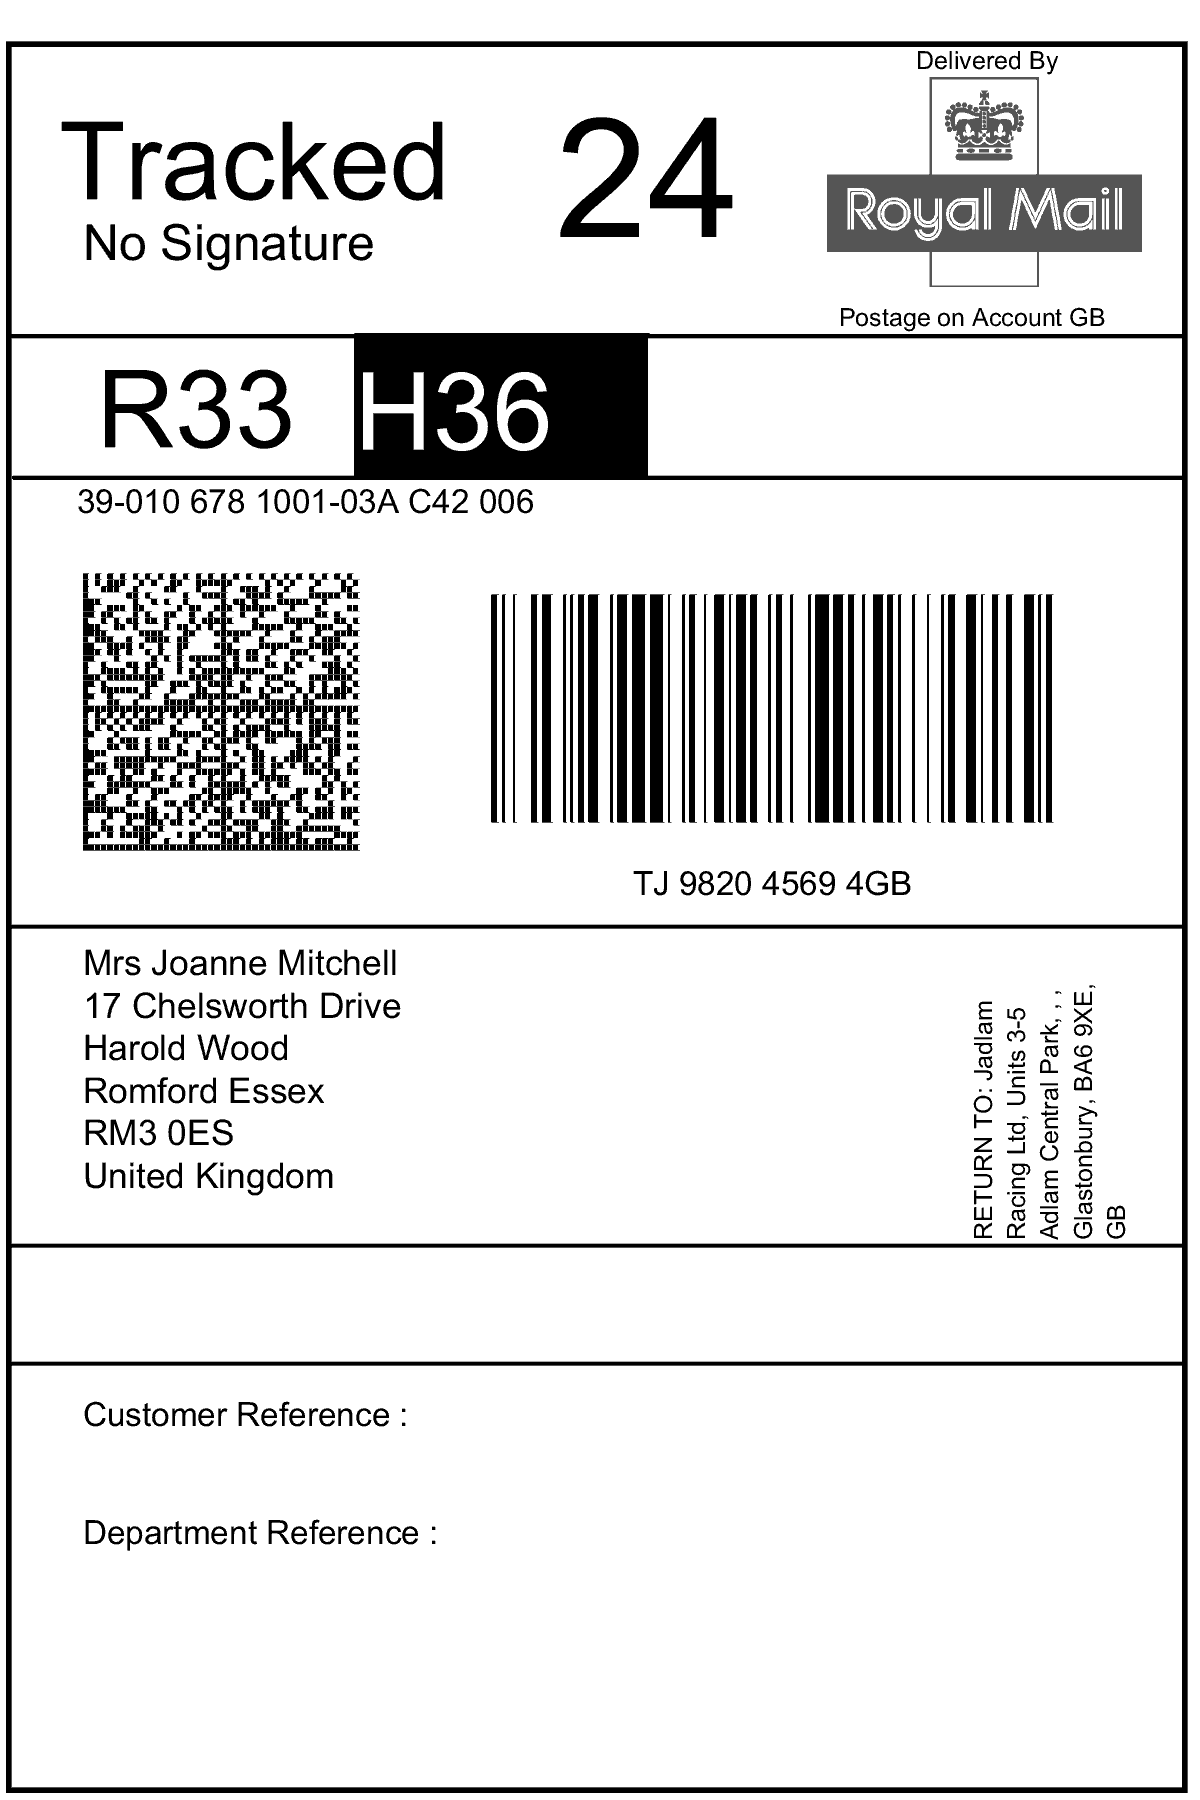 Delivered By
Tracked 24
No Signature
Royal Mail
Postage on Account GB
R33 H36
39-010 678 1001-03A C42 006
TJ 9820 4569 4GB
Mrs Joanne Mitchell
17 Chelsworth Drive
Harold Wood
Romford Essex
RM3 0ES
United Kingdom
RETURN TO: Jadlam
Racing Ltd, Units 3-5
Adlam Central Park, , ,
Glastonbury, BA6 9XE,
GB
Customer Reference :
Department Reference :